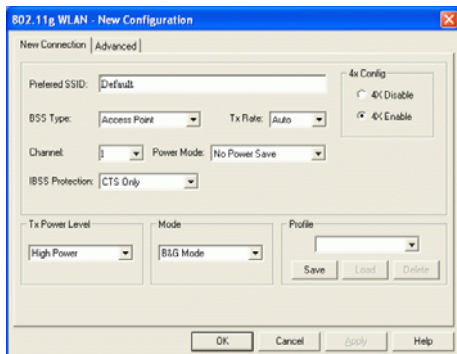 802.11g WLAN - New Configuration
New Connection
Advanced
Prefered SSID: Default
4x Config
4X Disable
4X Enable
BSS Type: Access Point
Tx Rate: Auto
Channel: 1
Power Mode: No Power Save
IBSS Protection: CTS Only
Tx Power Level
High Power
Mode
B&G Mode
Profile
Save
Load
Delete
OK
Cancel
Apply
Help